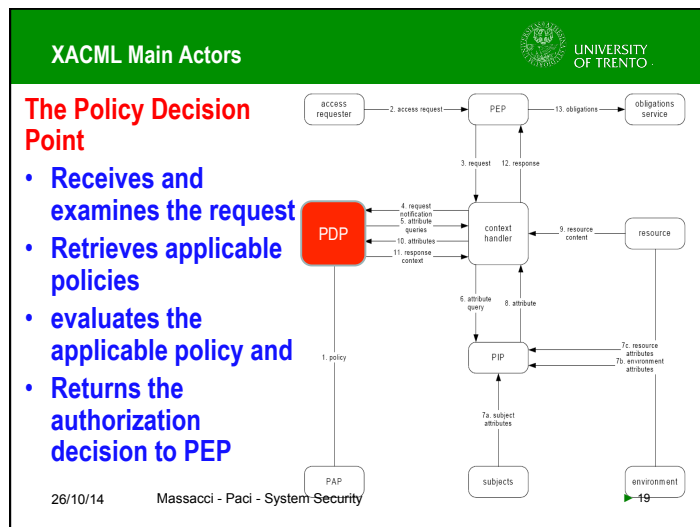 XACML Main Actors
UNIVERSITY
OF TRENTO
The Policy Decision
Point
• Receives and
examines the request
• Retrieves applicable
policies
• evaluates the
applicable policy and
• Returns the
authorization
decision to PEP
access
requester
2. access request
PEP
13. obligations
obligations
service
3. request
12. response
PDP
4. request
notification
5. attribute
queries
10. attributes
11. response
context
context
handler
9. resource
content
resource
6. attribute
query
8. attribute
1. policy
PIP
7c. resource
attributes
7b. environment
attributes
7a. subject
attributes
PAP
subjects
environment
26/10/14
Massacci - Paci - System Security
► 19